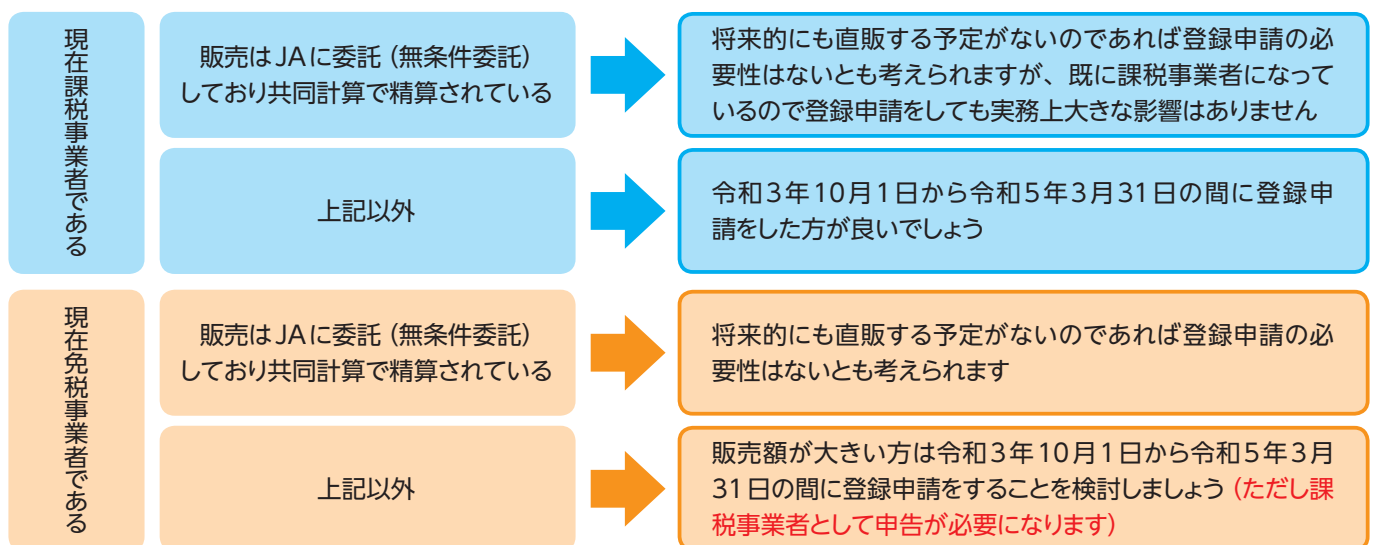 現在課税事業者である
販売はJAに委託（無条件委託）
しており共同計算で精算されている
将来的にも直販する予定がないのであれば登録申請の必
要性はないとも考えられますが、既に課税事業者になって
いるので登録申請をしても実務上大きな影響はありません
上記以外
令和3年10月1日から令和5年3月31日の間に登録申
請をした方が良いでしょう
現在免税事業者である
販売はJAに委託（無条件委託）
しており共同計算で精算されている
将来的にも直販する予定がないのであれば登録申請の必
要性はないとも考えられます
上記以外
販売額が大きい方は令和3年10月1日から令和5年3月
31日の間に登録申請をすることを検討しましょう（ただし課
税事業者として申告が必要になります）